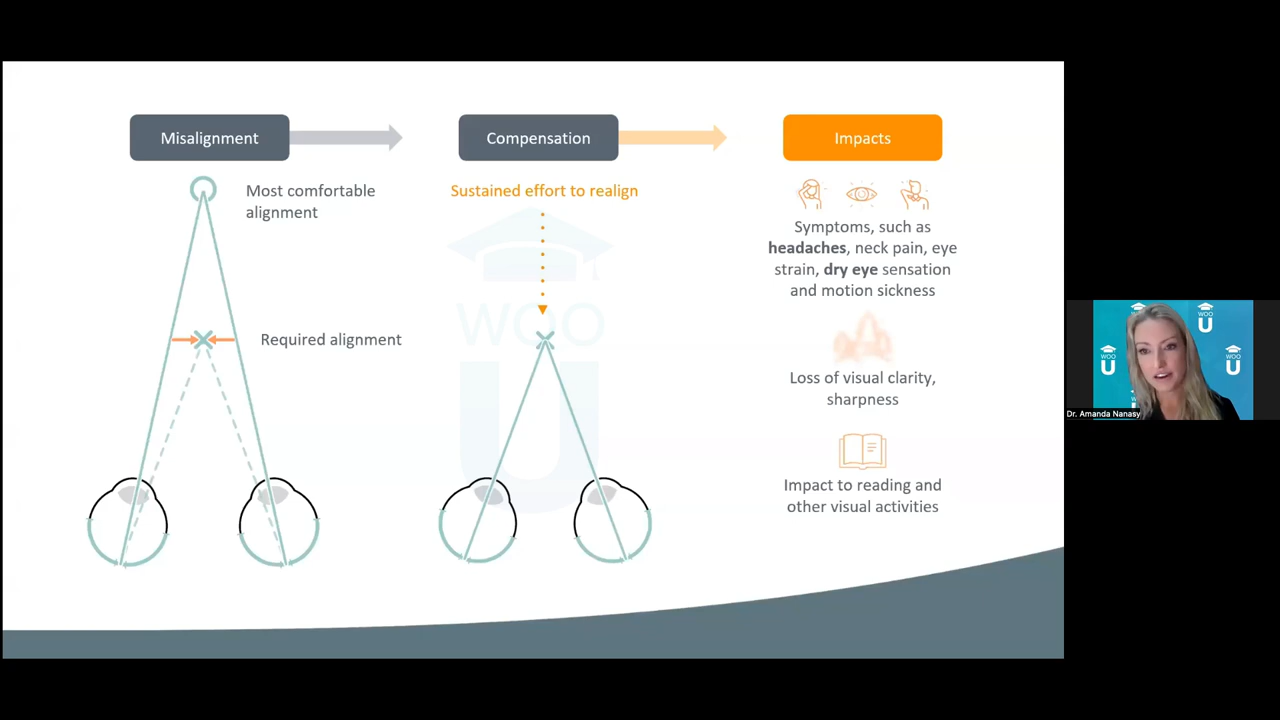 Misalignment
Compensation
Impacts
Most comfortable
alignment
Required alignment
Sustained effort to realign
Symptoms, such as
headaches, neck pain, eye
strain, dry eye sensation
and motion sickness
Loss of visual clarity,
sharpness
Impact to reading and
other visual activities
WOO
U
U
WOO
U
WOO
U
Dr. Amanda Nanasy